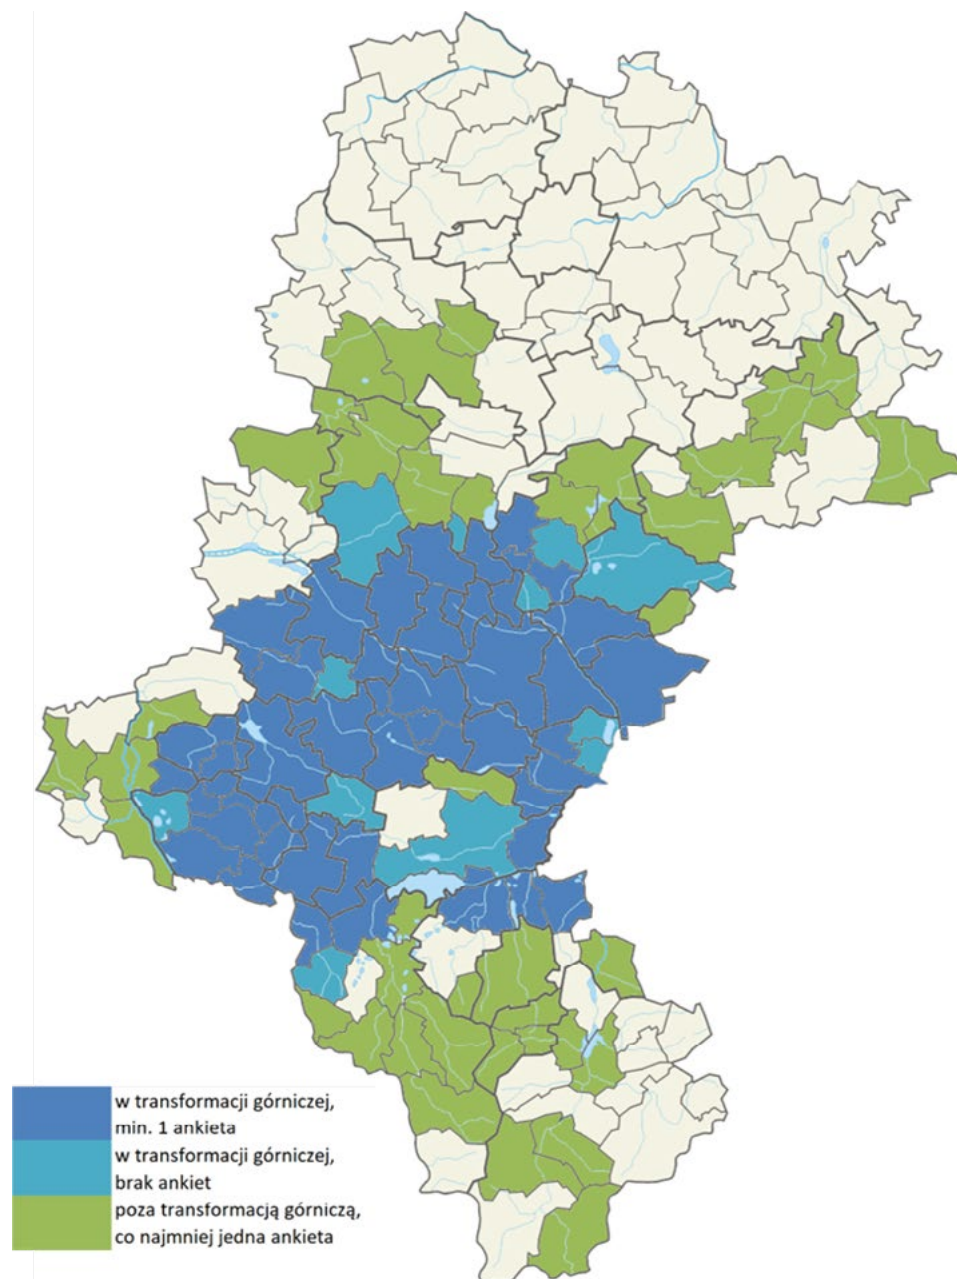 w transformacji górniczej,
min. 1 ankieta
w transformacji górniczej,
brak ankiet
poza transformacją górniczą,
co najmniej jedna ankieta